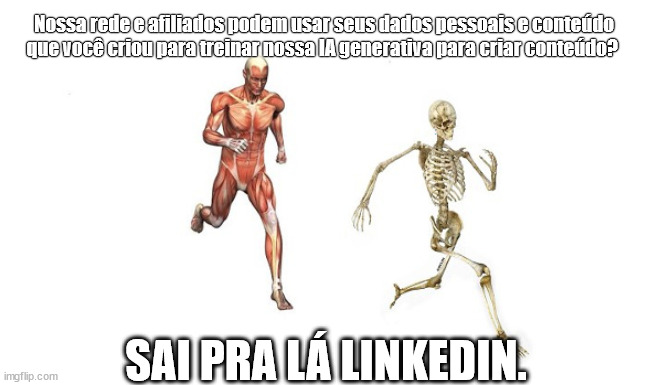 Nossa rede e afiliados podem usar seus dados pessoais e conteúdo
que você criou para treinar nossa IA generativa para criar conteúdo?
SAI PRA LÁ LINKEDIN.
imgflip.com